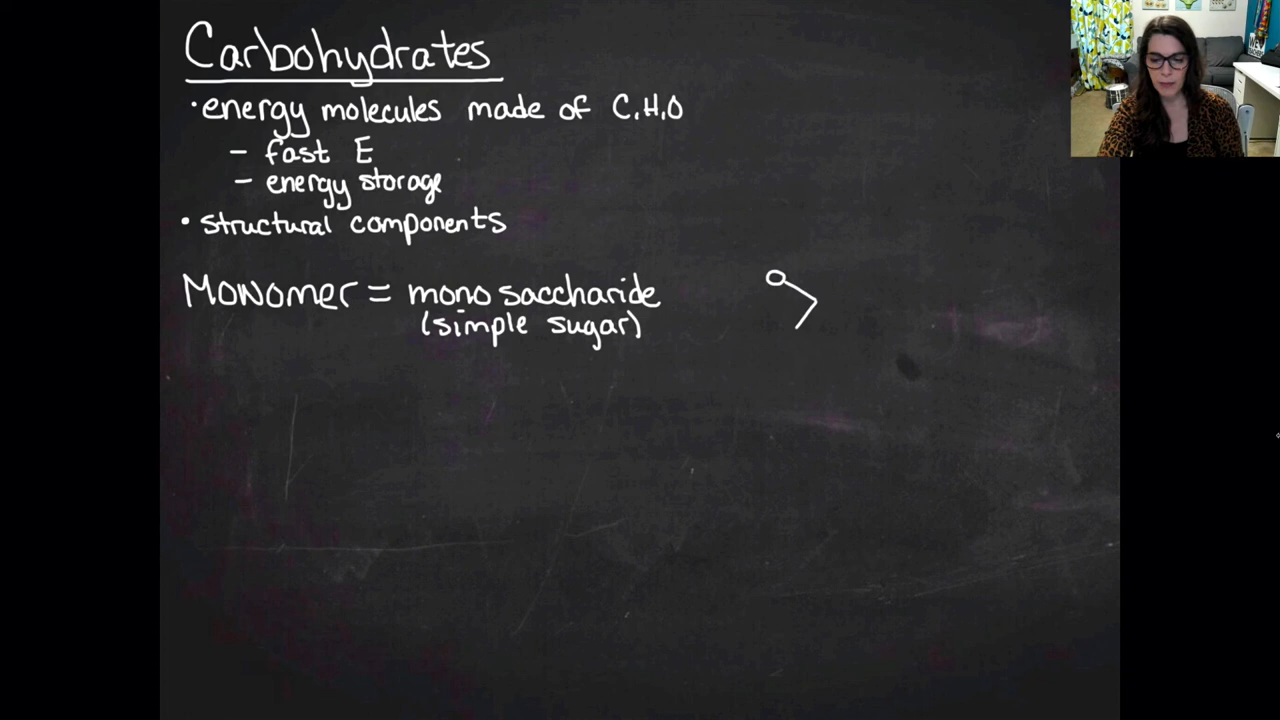 Carbohydrates
• energy molecules made of C,H,O
– fast E
– energy storage
• structural components
Monomer = monosaccharide
(simple sugar)
O